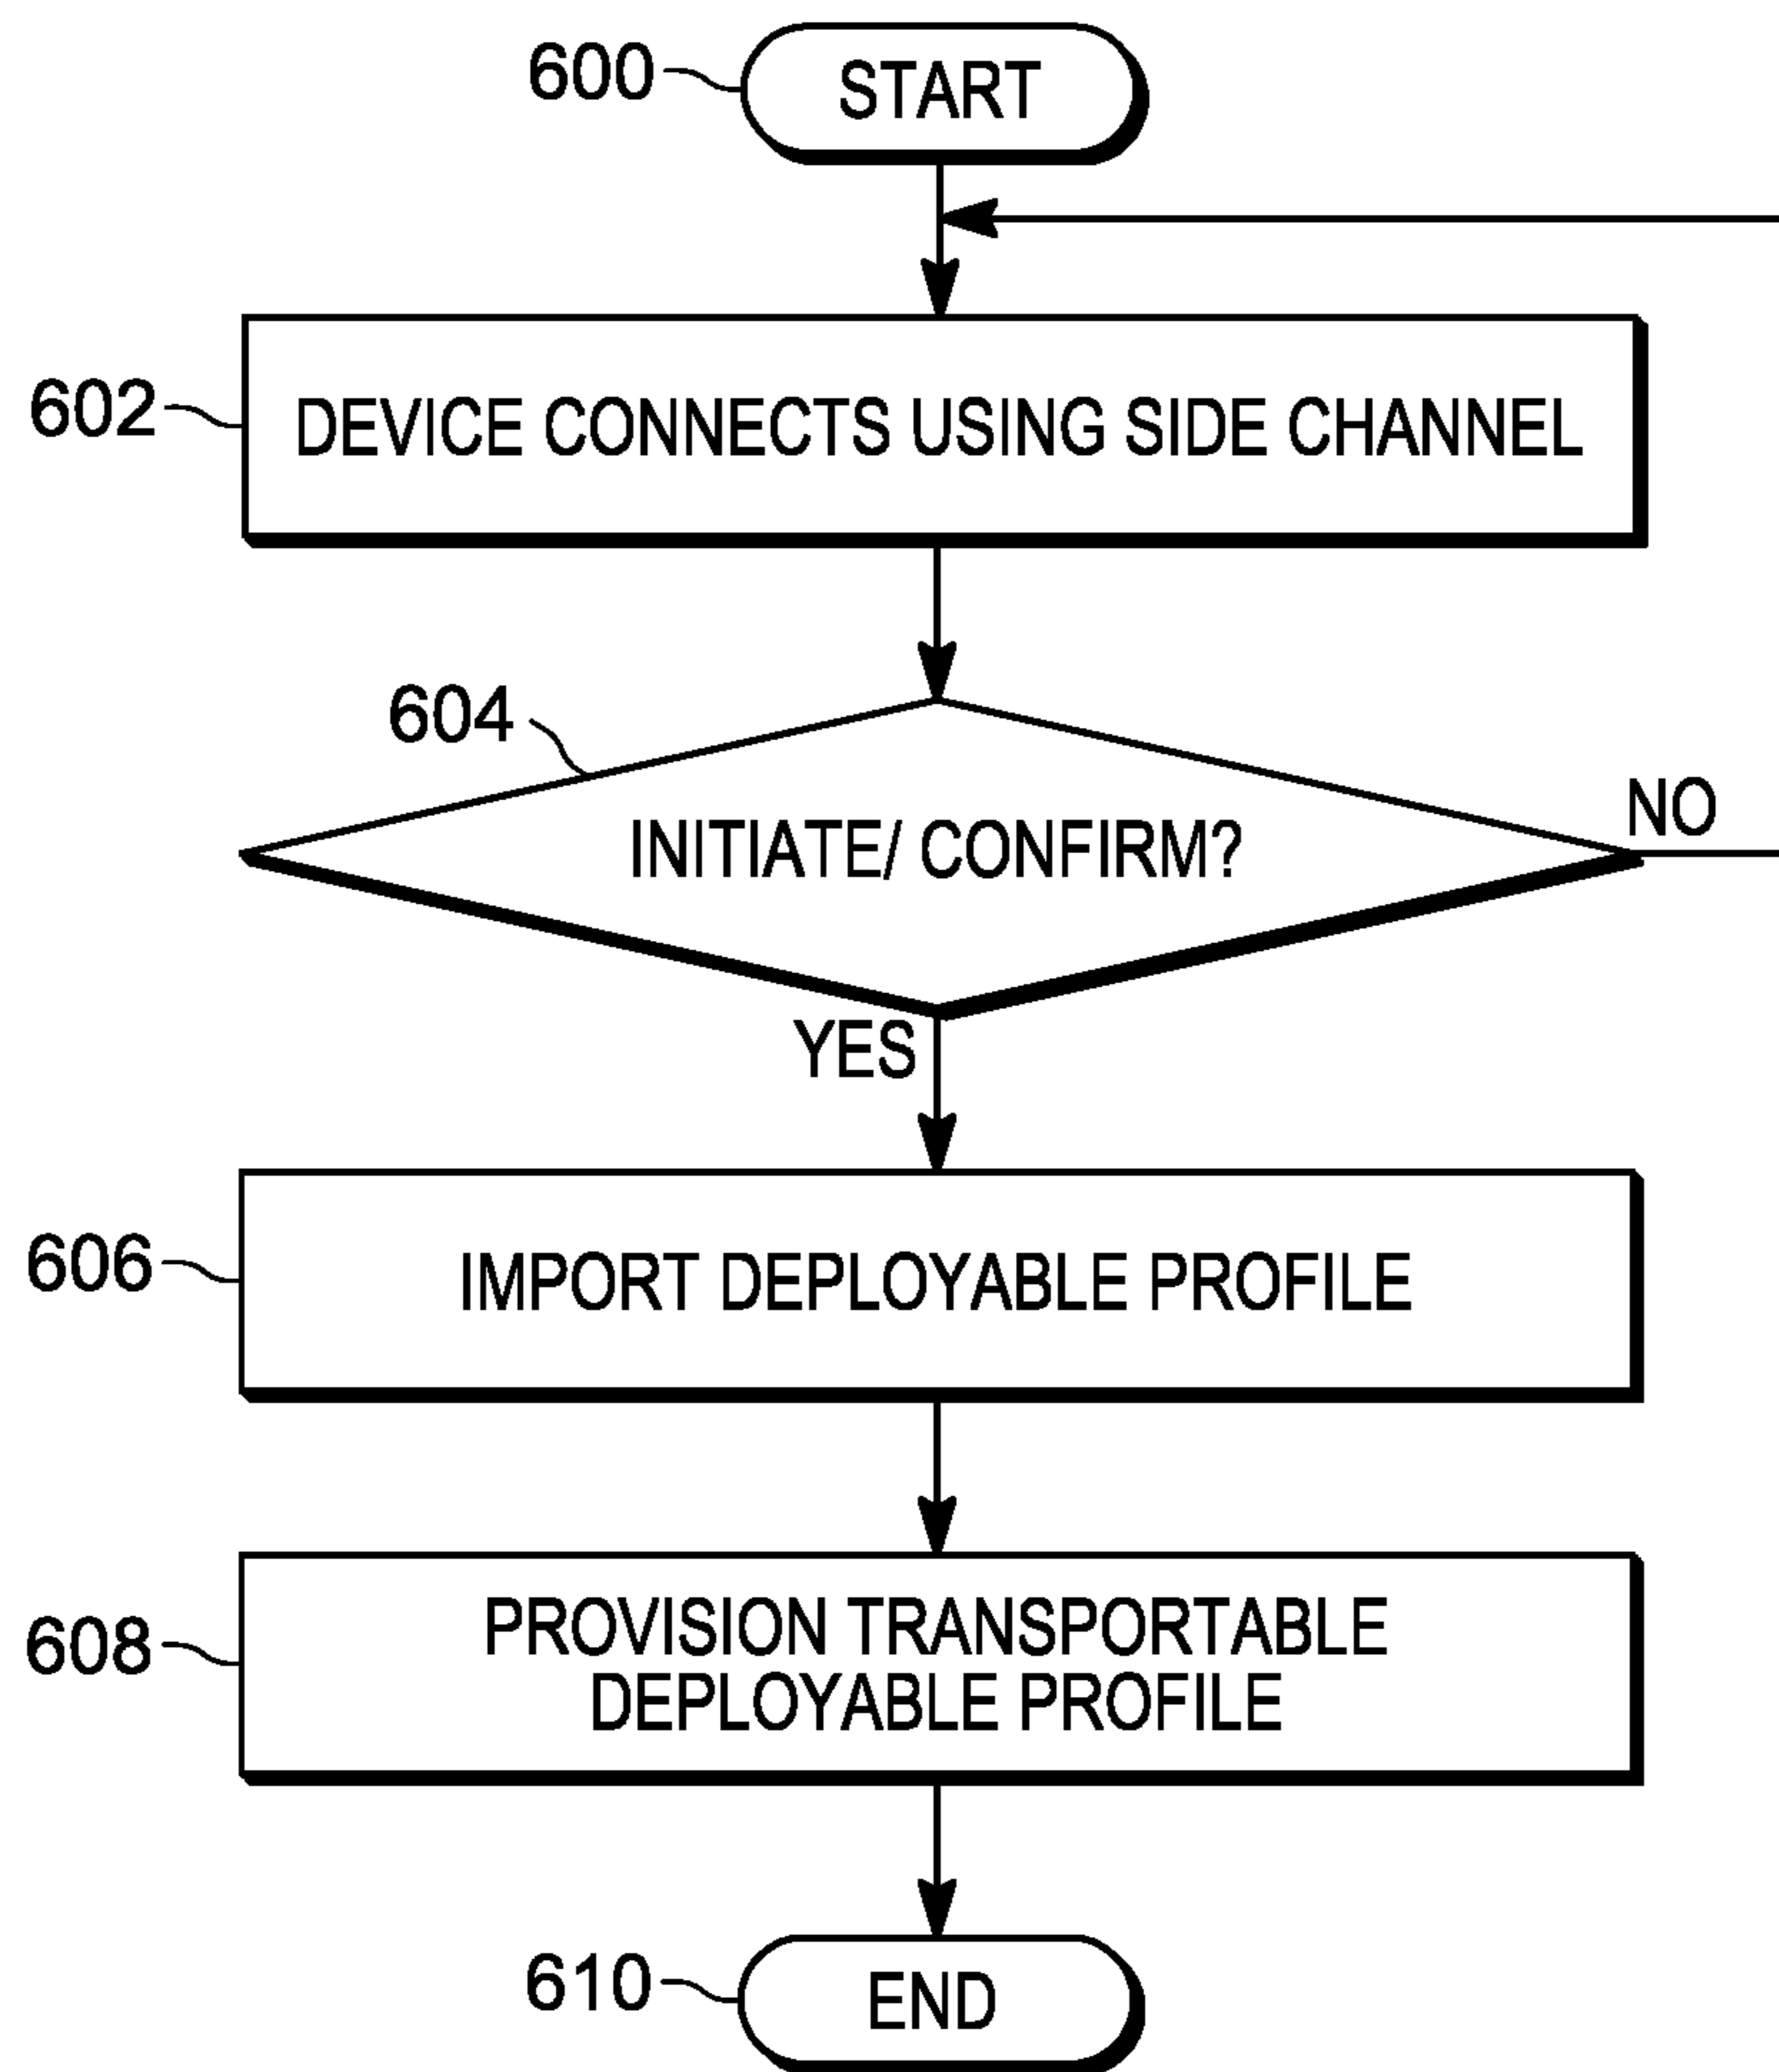 600
START
602
DEVICE CONNECTS USING SIDE CHANNEL
604
INITIATE/ CONFIRM?
NO
YES
606
IMPORT DEPLOYABLE PROFILE
608
PROVISION TRANSPORTABLE
DEPLOYABLE PROFILE
610
END